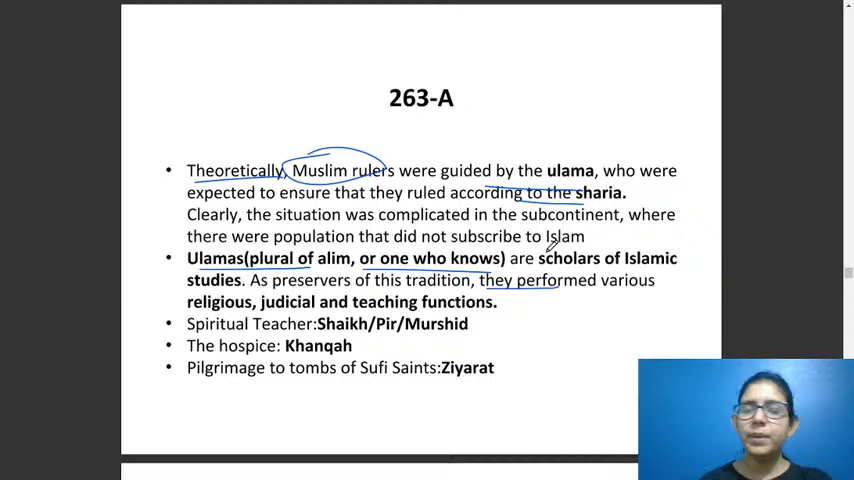 263-A
• Theoretically, Muslim rulers were guided by the ulama, who were
expected to ensure that they ruled according to the sharia.
Clearly, the situation was complicated in the subcontinent, where
there were population that did not subscribe to Islam
• Ulamas(plural of alim, or one who knows) are scholars of Islamic
studies. As preservers of this tradition, they performed various
religious, judicial and teaching functions.
• Spiritual Teacher:Shaikh/Pir/Murshid
• The hospice: Khanqah
• Pilgrimage to tombs of Sufi Saints:Ziyarat